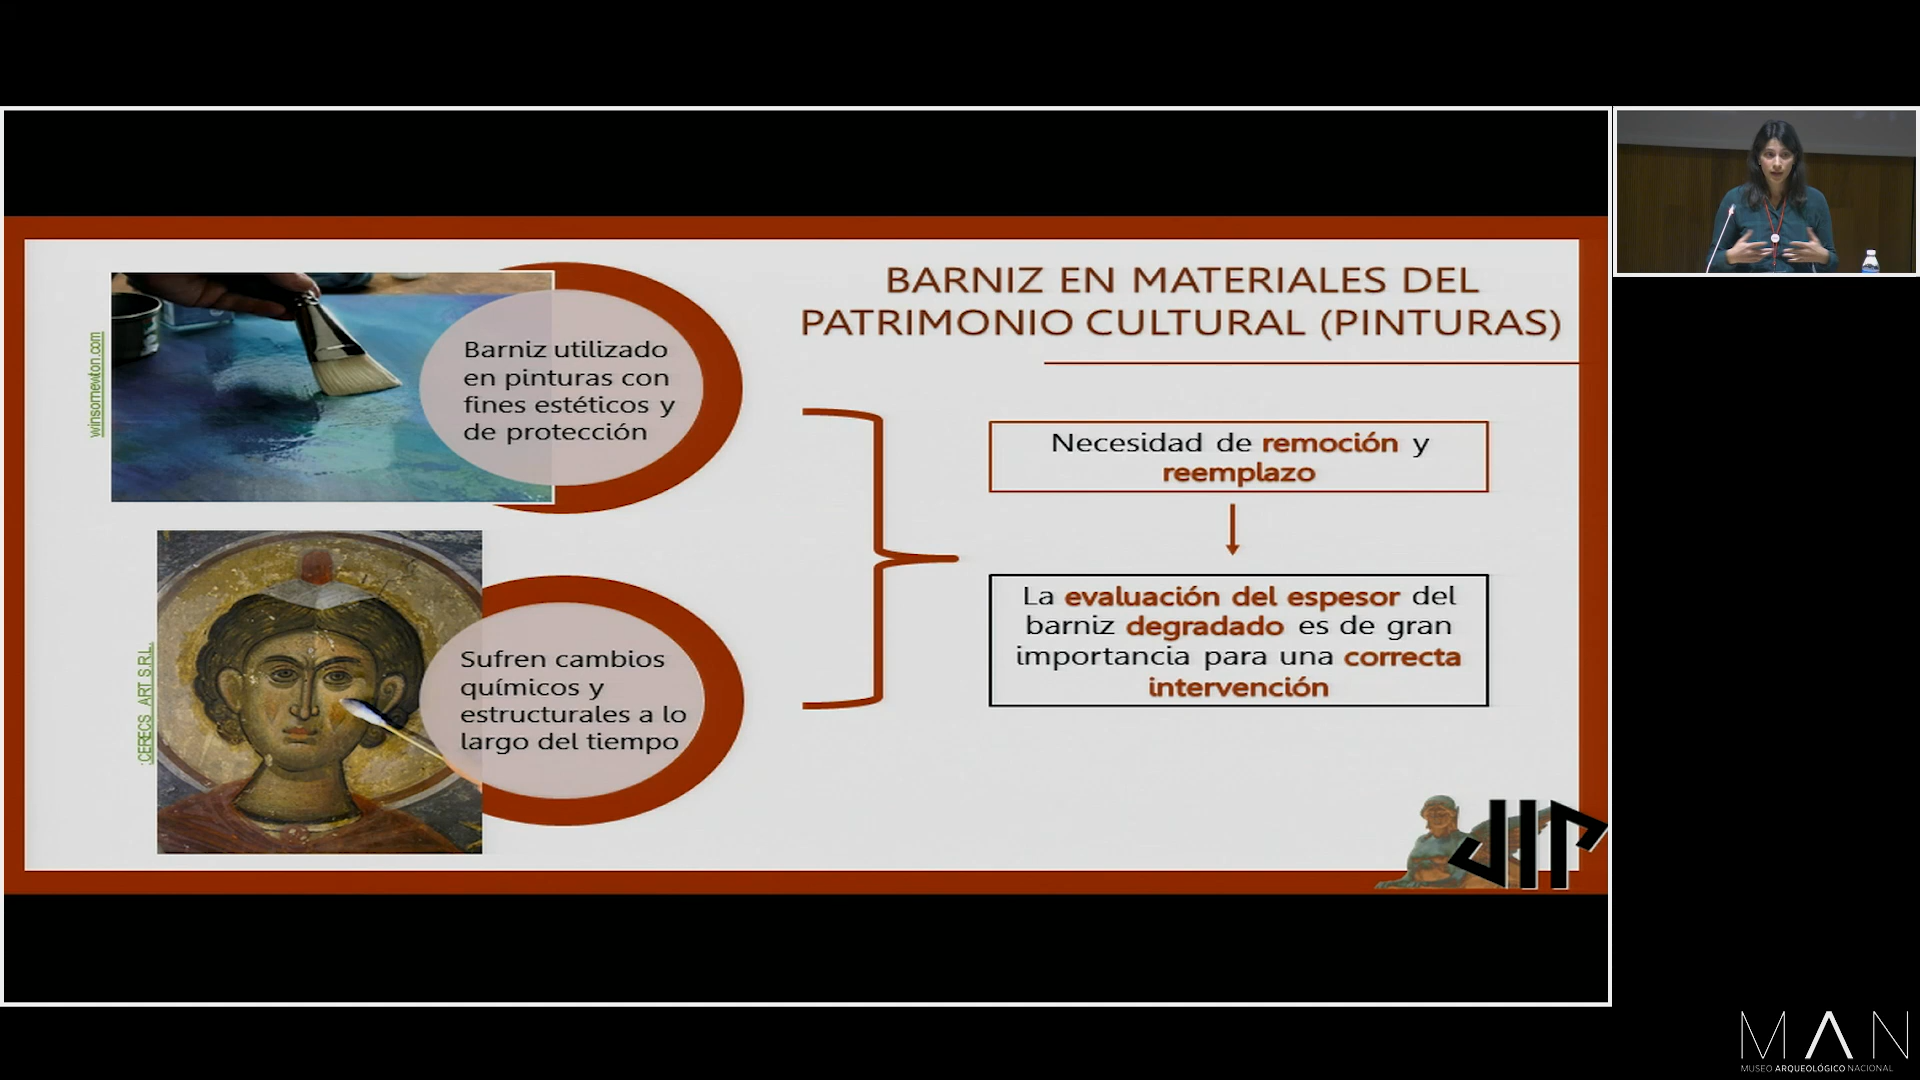 BARNIZ EN MATERIALES DEL
PATRIMONIO CULTURAL (PINTURAS)
winsornewton.com
Barniz utilizado
en pinturas con
fines estéticos y
de protección
CERECS ART S.R.L.
Sufren cambios
químicos y
estructurales a lo
largo del tiempo
Necesidad de remoción y
reemplazo
La evaluación del espesor del
barniz degradado es de gran
importancia para una correcta
intervención
JIP
MAN
MUSEO ARQUEOLÓGICO NACIONAL